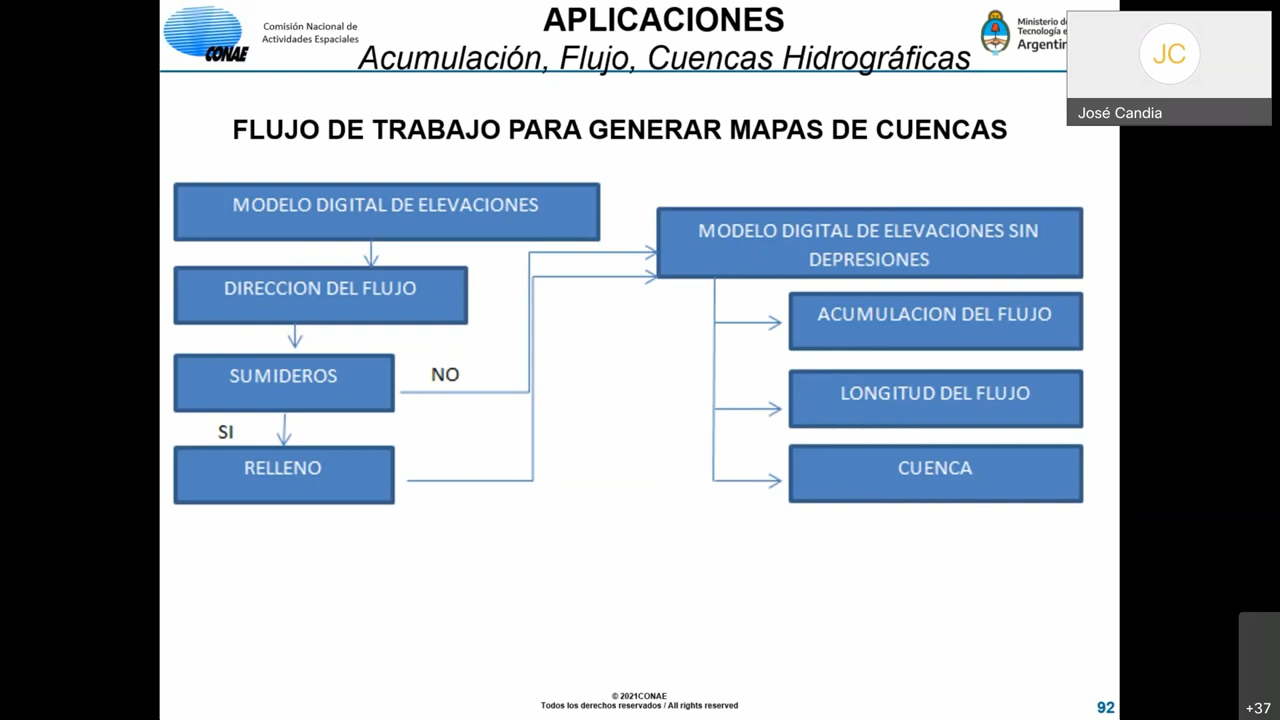 CONAE
Comisión Nacional de
Actividades Espaciales
APLICACIONES
Acumulación, Flujo, Cuencas Hidrográficas
Ministerio de
Tecnología e
Argentin
JC
José Candia
FLUJO DE TRABAJO PARA GENERAR MAPAS DE CUENCAS
MODELO DIGITAL DE ELEVACIONES
DIRECCION DEL FLUJO
SUMIDEROS
NO
SI
RELLENO
MODELO DIGITAL DE ELEVACIONES SIN
DEPRESIONES
ACUMULACION DEL FLUJO
LONGITUD DEL FLUJO
CUENCA
© 2021CONAE
Todos los derechos reservados / All rights reserved
92
+37